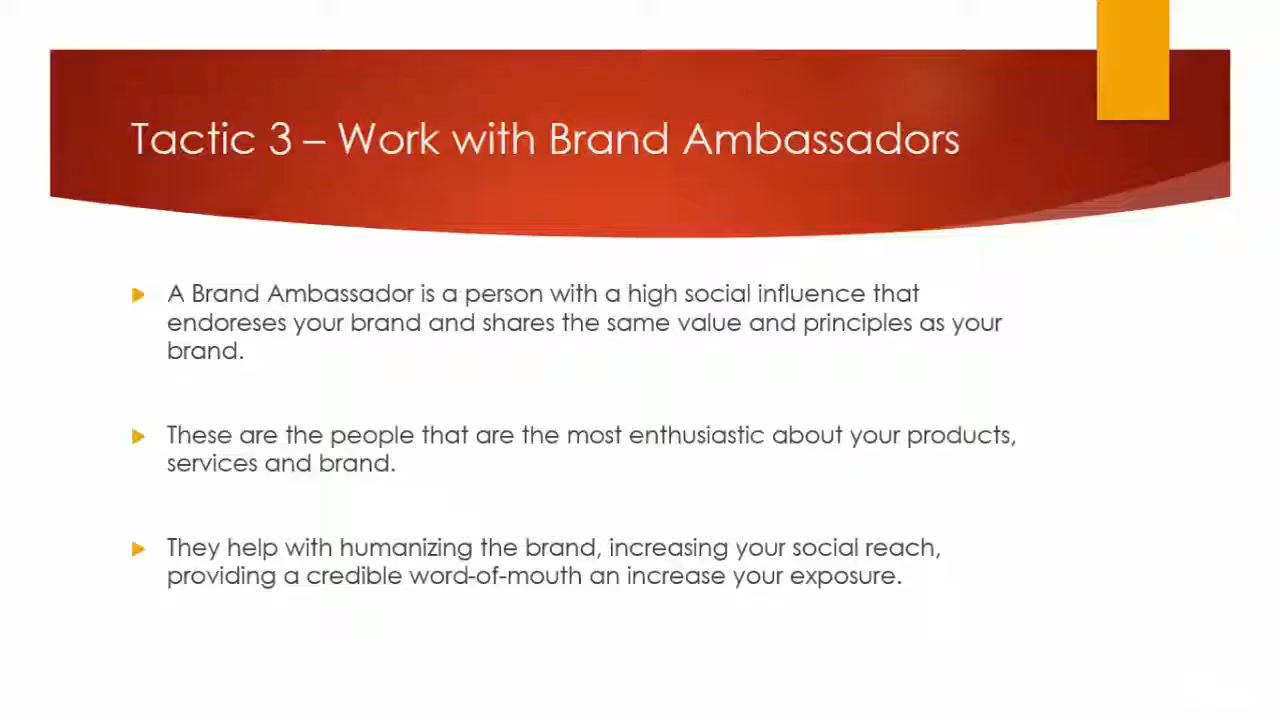 Tactic 3 – Work with Brand Ambassadors
A Brand Ambassador is a person with a high social influence that
endoreses your brand and shares the same value and principles as your
brand.
These are the people that are the most enthusiastic about your products,
services and brand.
They help with humanizing the brand, increasing your social reach,
providing a credible word-of-mouth an increase your exposure.